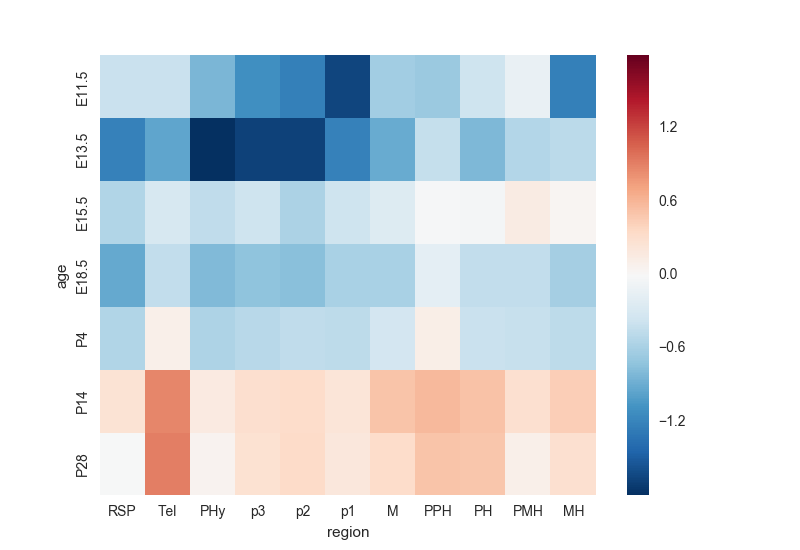 E11.5
E13.5
E15.5
E18.5
P4
P14
P28
age
RSP Tel PHy p3 p2 p1 M PPH PH PMH MH
region
1.2
0.6
0.0
−0.6
−1.2